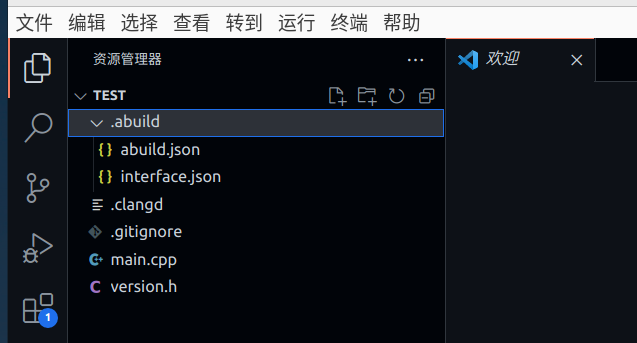 文件 编辑 选择 查看 转到 运行 终端 帮助
资源管理器 ···
欢迎
TEST
.abuild
{} abuild.json
{} interface.json
.clangd
.gitignore
C++ main.cpp
C version.h
1